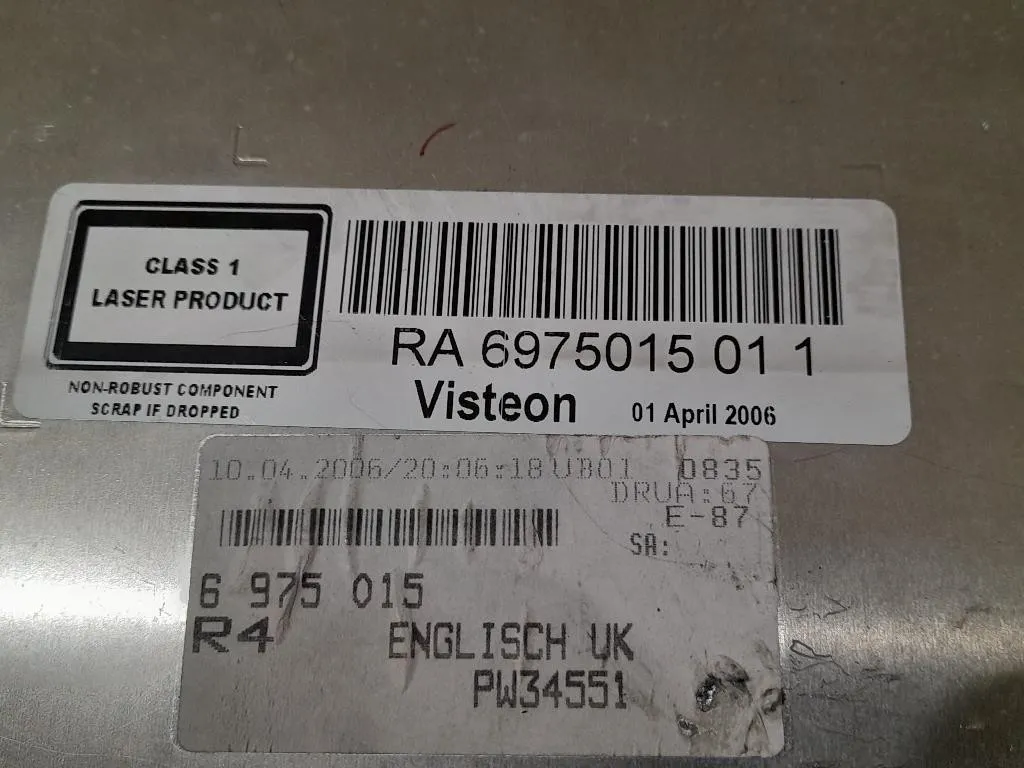 CLASS 1
LASER PRODUCT
NON-ROBUST COMPONENT
SCRAP IF DROPPED
RA 6975015 01 1
Visteon 01 April 2006
10.04.2006/20:06:18 UB01 0835
DRUA:67
E-87
SA:
6 975 015
R4 ENGLISCH UK
PW34551